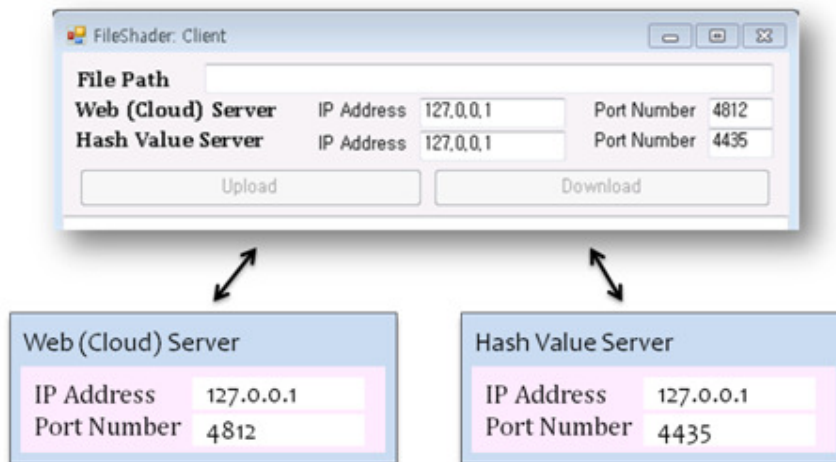 FileShader: Client
File Path
Web (Cloud) Server IP Address 127,0,0,1 Port Number 4812
Hash Value Server IP Address 127,0,0,1 Port Number 4435
Upload Download
Web (Cloud) Server
IP Address 127.0.0.1
Port Number 4812
Hash Value Server
IP Address 127.0.0.1
Port Number 4435